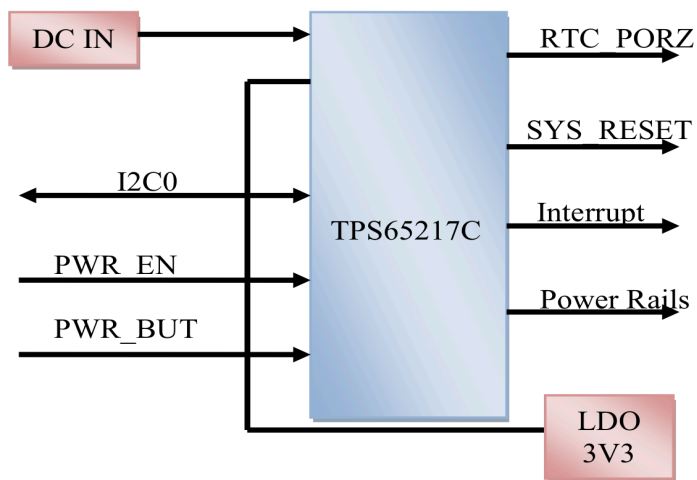 DC IN
RTC_PORZ
SYS_RESET
I2C0
Interrupt
TPS65217C
PWR_EN
Power Rails
PWR_BUT
LDO
3V3